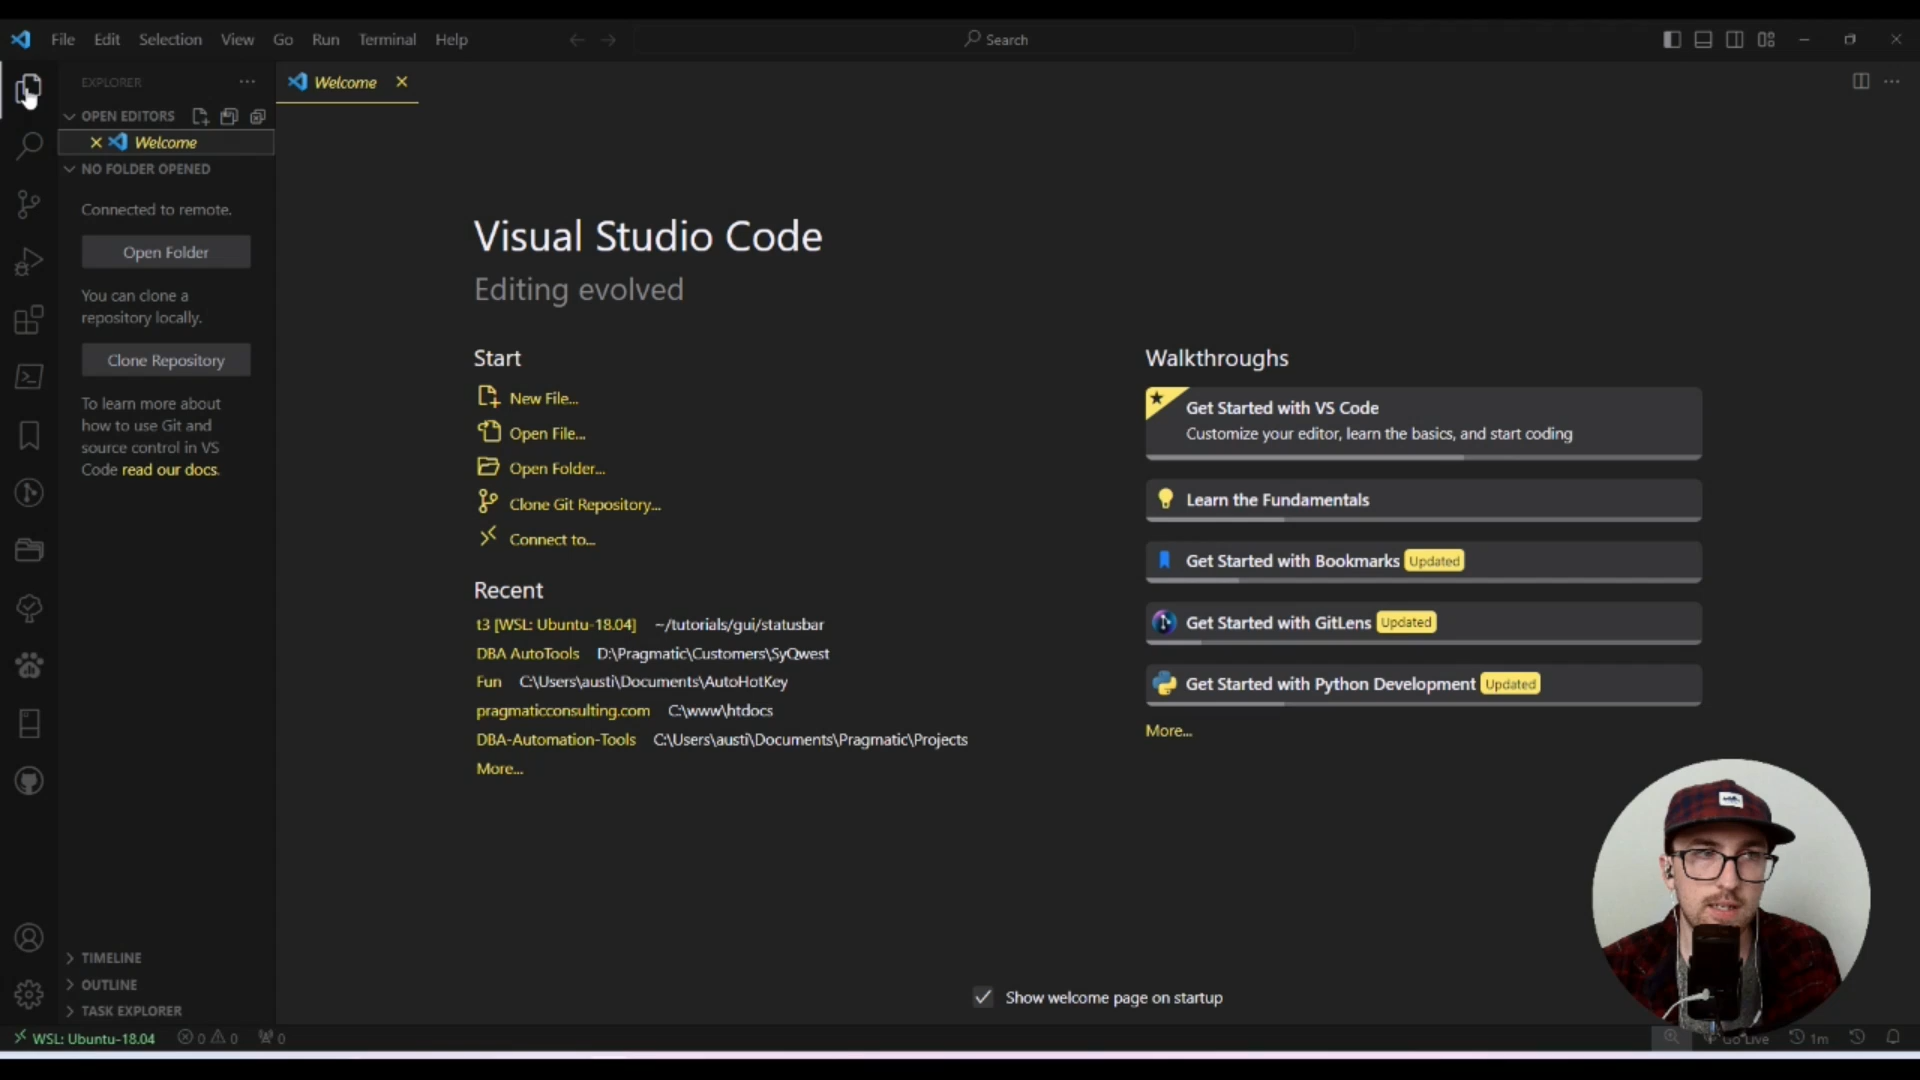 File Edit Selection View Go Run Terminal Help
Search
EXPLORER
OPEN EDITORS
Welcome
NO FOLDER OPENED
Connected to remote.
Open Folder
You can clone a
repository locally.
Clone Repository
To learn more about
how to use Git and
source control in VS
Code read our docs.
TIMELINE
OUTLINE
TASK EXPLORER
Welcome
Visual Studio Code
Editing evolved
Start
New File...
Open File...
Open Folder...
Clone Git Repository...
Connect to...
Recent
t3 [WSL: Ubuntu-18.04] ~/tutorials/gui/statusbar
DBA AutoTools D:\Pragmatic\Customers\SyQwest
Fun C:\Users\austi\Documents\AutoHotKey
pragmaticconsulting.com C:\www\htdocs
DBA-Automation-Tools C:\Users\austi\Documents\Pragmatic\Projects
More...
Walkthroughs
Get Started with VS Code
Customize your editor, learn the basics, and start coding
Learn the Fundamentals
Get Started with Bookmarks Updated
Get Started with GitLens Updated
Get Started with Python Development Updated
More...
Show welcome page on startup
WSL: Ubuntu-18.04 0 0 0
Go Live 1m